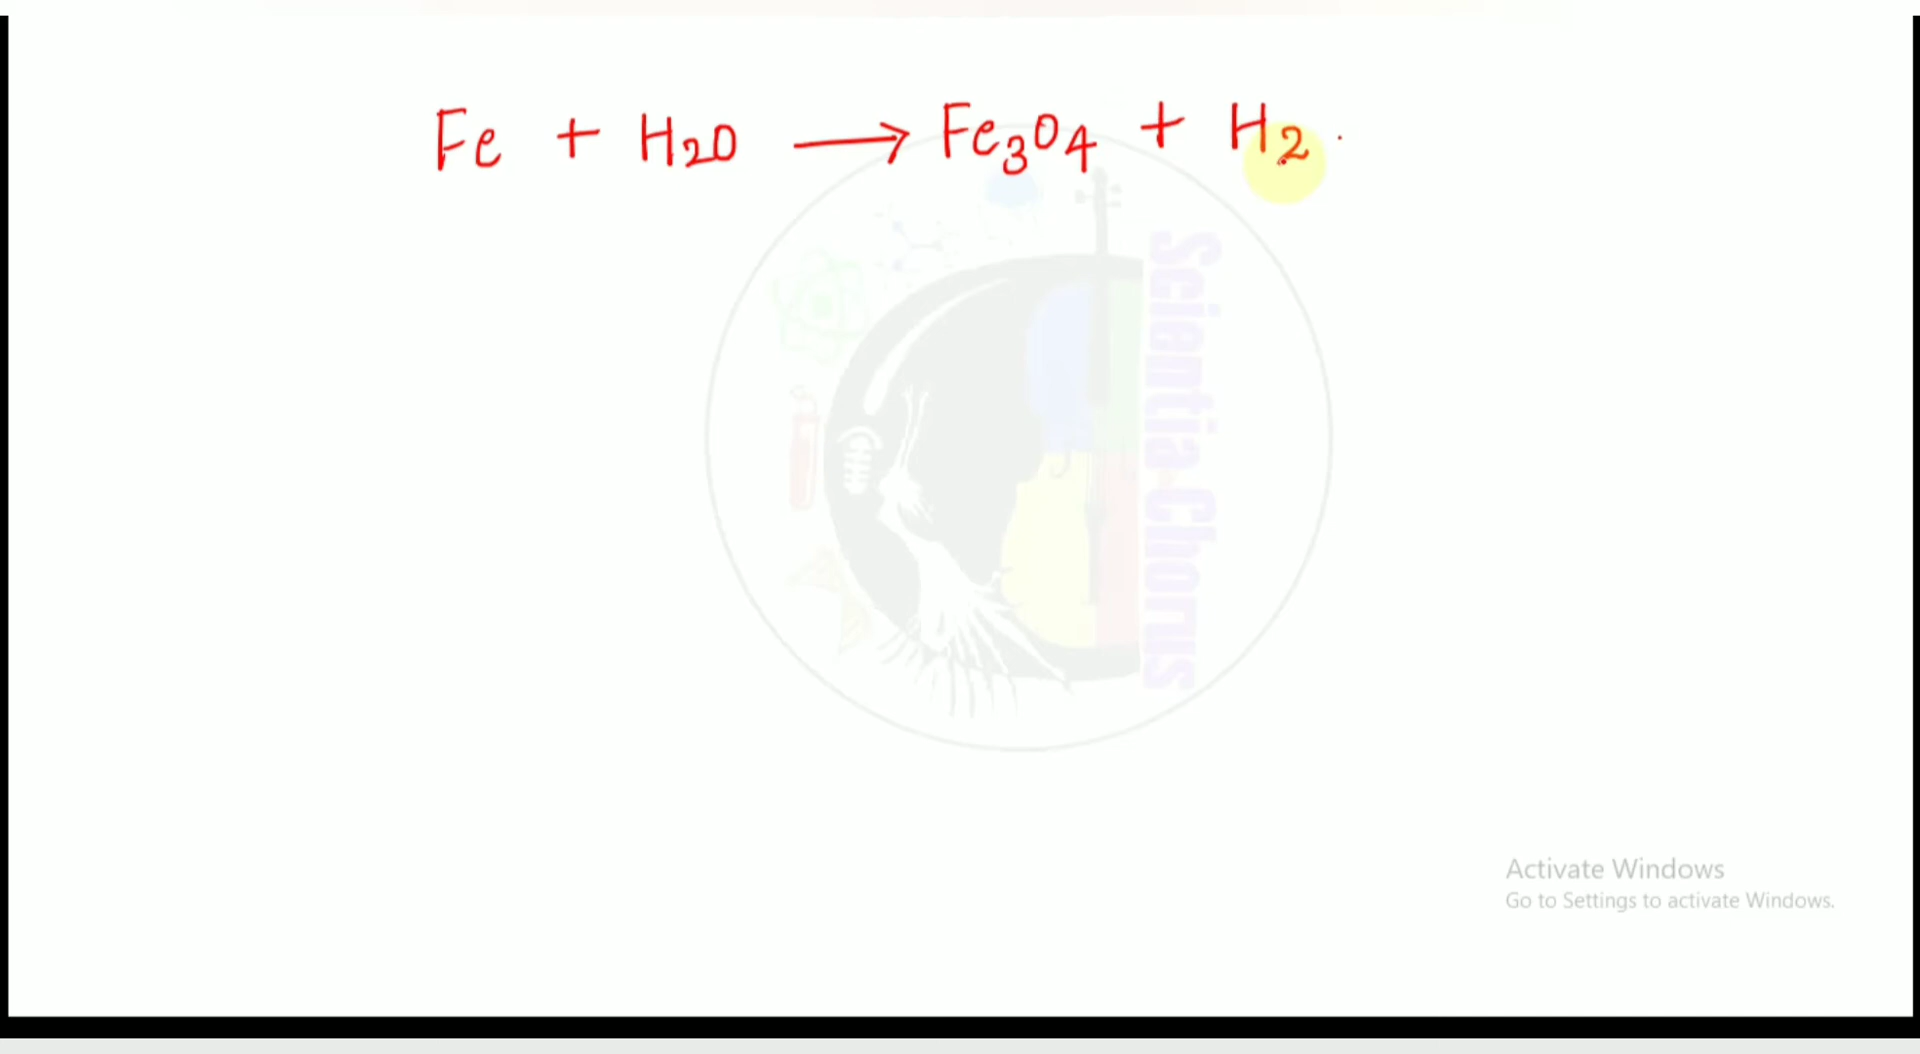 Fe + H2O ⟶ Fe3O4 + H2.
Scientia Chorus
Activate Windows
Go to Settings to activate Windows.